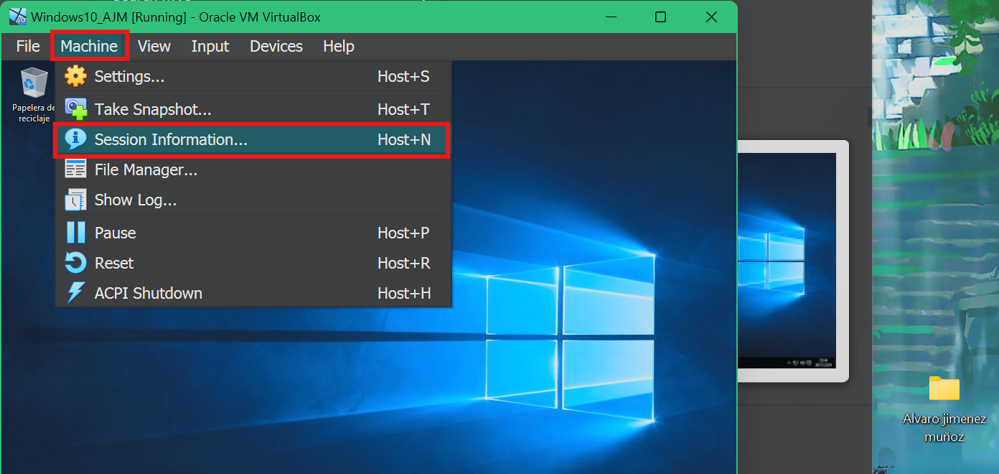 Windows10_AJM [Running] - Oracle VM VirtualBox
File Machine View Input Devices Help
Settings... Host+S
Papelera de
reciclaje
Take Snapshot... Host+T
Session Information... Host+N
File Manager...
Show Log...
Pause Host+P
Reset Host+R
ACPI Shutdown Host+H
Alvaro jimenez
muñoz